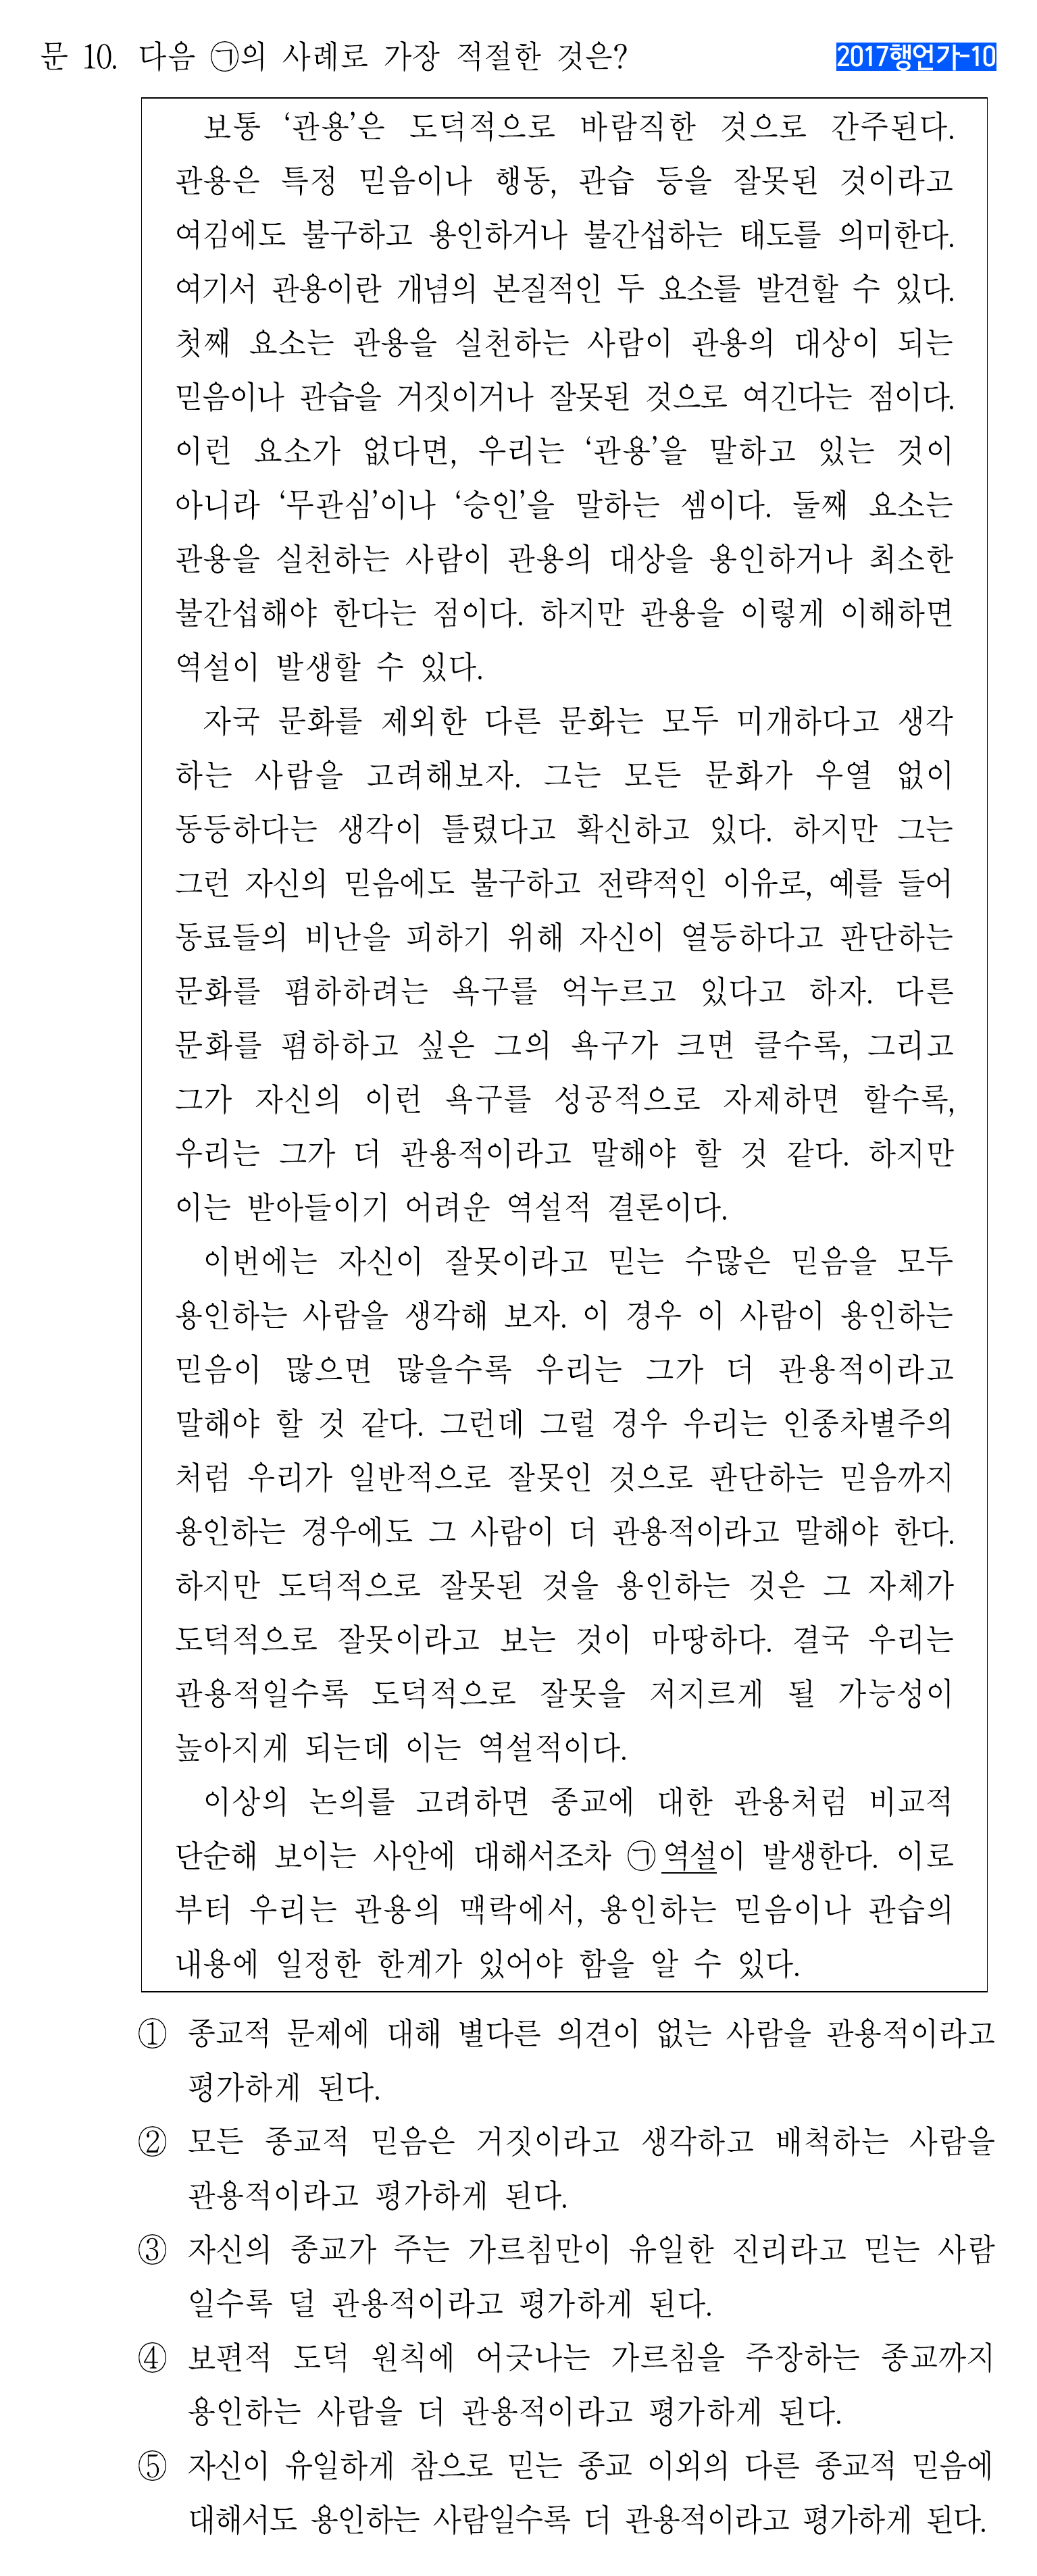 문 10. 다음 ㉠의 사례로 가장 적절한 것은?
2017행언가-10
보통 ‘관용’은 도덕적으로 바람직한 것으로 간주된다.
관용은 특정 믿음이나 행동, 관습 등을 잘못된 것이라고
여김에도 불구하고 용인하거나 불간섭하는 태도를 의미한다.
여기서 관용이란 개념의 본질적인 두 요소를 발견할 수 있다.
첫째 요소는 관용을 실천하는 사람이 관용의 대상이 되는
믿음이나 관습을 거짓이거나 잘못된 것으로 여긴다는 점이다.
이런 요소가 없다면, 우리는 ‘관용’을 말하고 있는 것이
아니라 ‘무관심’이나 ‘승인’을 말하는 셈이다. 둘째 요소는
관용을 실천하는 사람이 관용의 대상을 용인하거나 최소한
불간섭해야 한다는 점이다. 하지만 관용을 이렇게 이해하면
역설이 발생할 수 있다.
자국 문화를 제외한 다른 문화는 모두 미개하다고 생각
하는 사람을 고려해보자. 그는 모든 문화가 우열 없이
동등하다는 생각이 틀렸다고 확신하고 있다. 하지만 그는
그런 자신의 믿음에도 불구하고 전략적인 이유로, 예를 들어
동료들의 비난을 피하기 위해 자신이 열등하다고 판단하는
문화를 폄하하려는 욕구를 억누르고 있다고 하자. 다른
문화를 폄하하고 싶은 그의 욕구가 크면 클수록, 그리고
그가 자신의 이런 욕구를 성공적으로 자제하면 할수록,
우리는 그가 더 관용적이라고 말해야 할 것 같다. 하지만
이는 받아들이기 어려운 역설적 결론이다.
이번에는 자신이 잘못이라고 믿는 수많은 믿음을 모두
용인하는 사람을 생각해 보자. 이 경우 이 사람이 용인하는
믿음이 많으면 많을수록 우리는 그가 더 관용적이라고
말해야 할 것 같다. 그런데 그럴 경우 우리는 인종차별주의
처럼 우리가 일반적으로 잘못인 것으로 판단하는 믿음까지
용인하는 경우에도 그 사람이 더 관용적이라고 말해야 한다.
하지만 도덕적으로 잘못된 것을 용인하는 것은 그 자체가
도덕적으로 잘못이라고 보는 것이 마땅하다. 결국 우리는
관용적일수록 도덕적으로 잘못을 저지르게 될 가능성이
높아지게 되는데 이는 역설적이다.
이상의 논의를 고려하면 종교에 대한 관용처럼 비교적
단순해 보이는 사안에 대해서조차 ㉠역설이 발생한다. 이로
부터 우리는 관용의 맥락에서, 용인하는 믿음이나 관습의
내용에 일정한 한계가 있어야 함을 알 수 있다.
① 종교적 문제에 대해 별다른 의견이 없는 사람을 관용적이라고
평가하게 된다.
② 모든 종교적 믿음은 거짓이라고 생각하고 배척하는 사람을
관용적이라고 평가하게 된다.
③ 자신의 종교가 주는 가르침만이 유일한 진리라고 믿는 사람
일수록 덜 관용적이라고 평가하게 된다.
④ 보편적 도덕 원칙에 어긋나는 가르침을 주장하는 종교까지
용인하는 사람을 더 관용적이라고 평가하게 된다.
⑤ 자신이 유일하게 참으로 믿는 종교 이외의 다른 종교적 믿음에
대해서도 용인하는 사람일수록 더 관용적이라고 평가하게 된다.